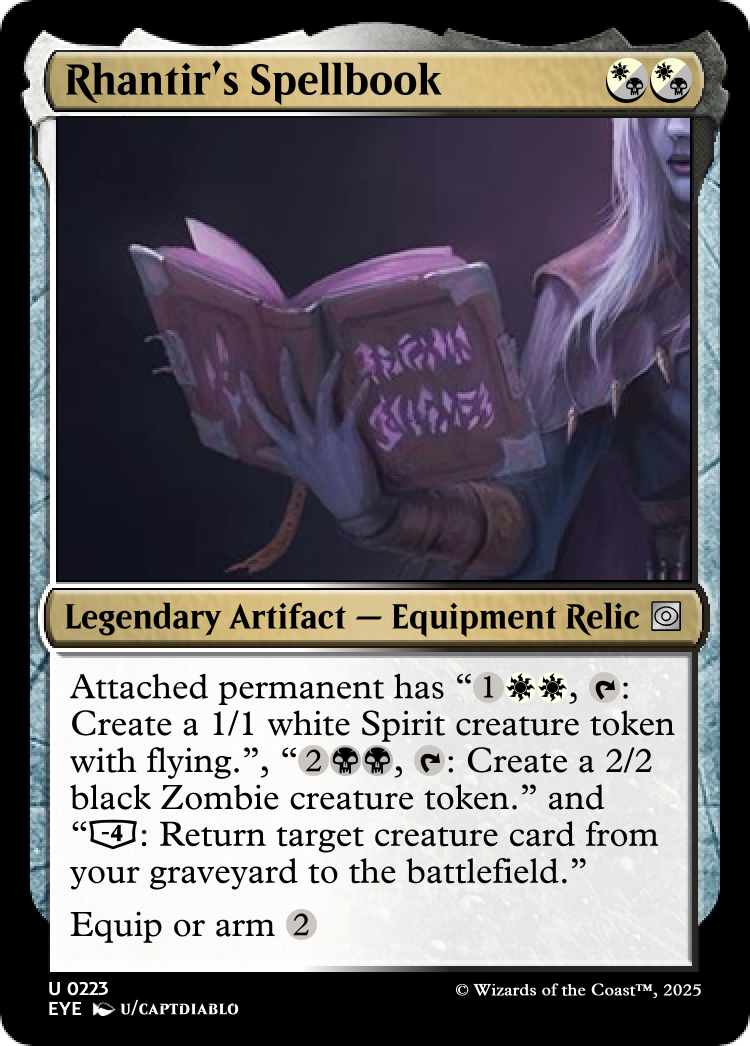 Rhantir's Spellbook
Legendary Artifact — Equipment Relic
Attached permanent has “1, :
Create a 1/1 white Spirit creature token
with flying.”, “2, : Create a 2/2
black Zombie creature token.” and
“-4: Return target creature card from
your graveyard to the battlefield.”
Equip or arm 2
U 0223
© Wizards of the Coast™, 2025
EYE U/CAPTDIABLO